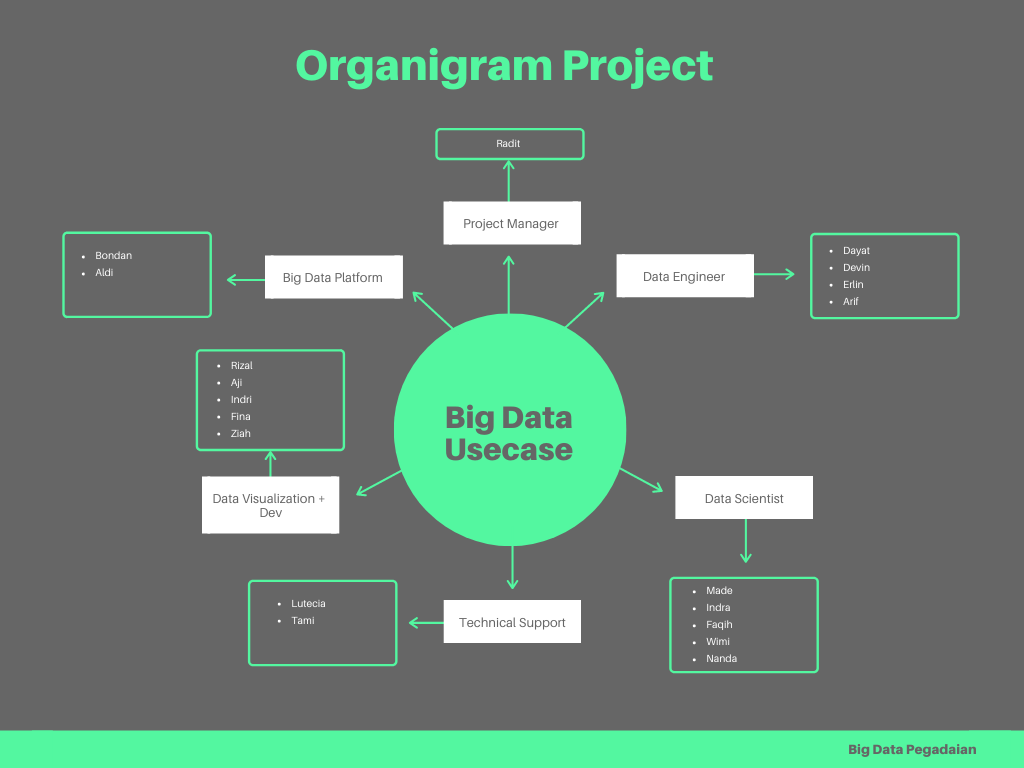 Organigram Project
Radit
Project Manager
Bondan
Aldi
Big Data Platform
Data Engineer
Dayat
Devin
Erlin
Arif
Rizal
Aji
Indri
Fina
Ziah
Big Data
Usecase
Data Visualization +
Dev
Data Scientist
Lutecia
Tami
Technical Support
Made
Indra
Faqih
Wimi
Nanda
Big Data Pegadaian